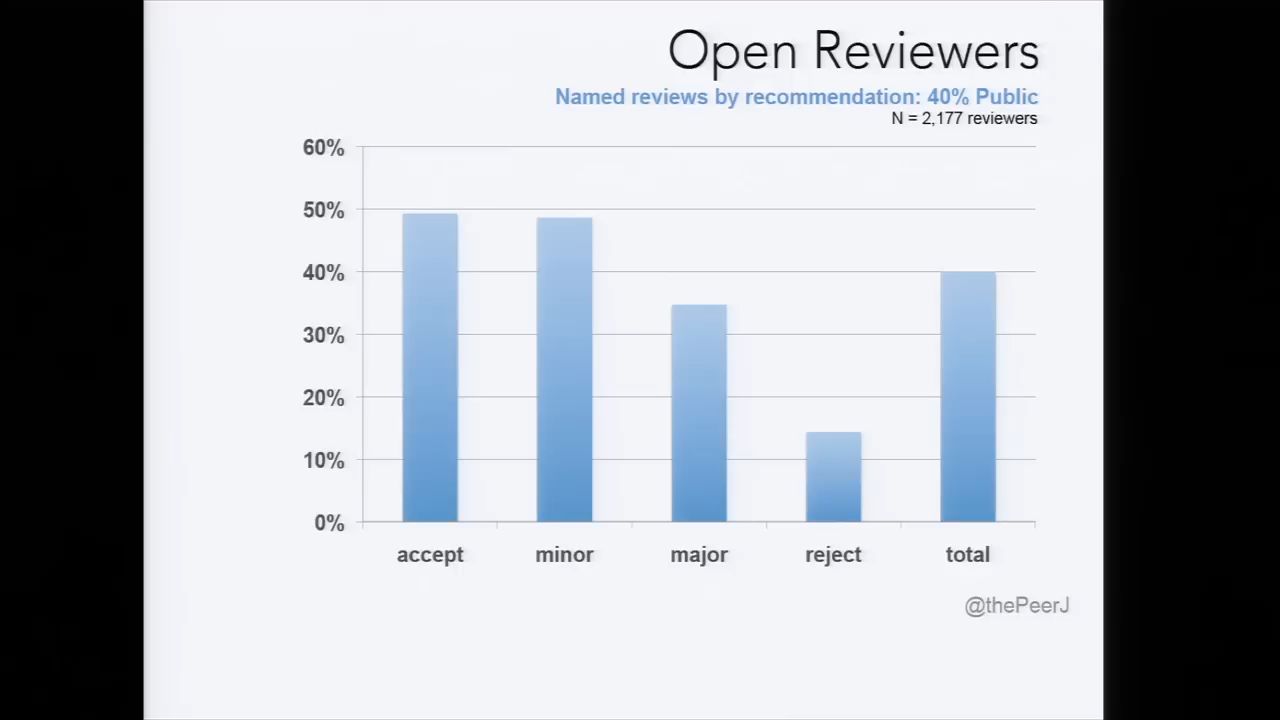 Open Reviewers
Named reviews by recommendation: 40% Public
N = 2,177 reviewers
60%
50%
40%
30%
20%
10%
0%
accept minor major reject total
@thePeerJ